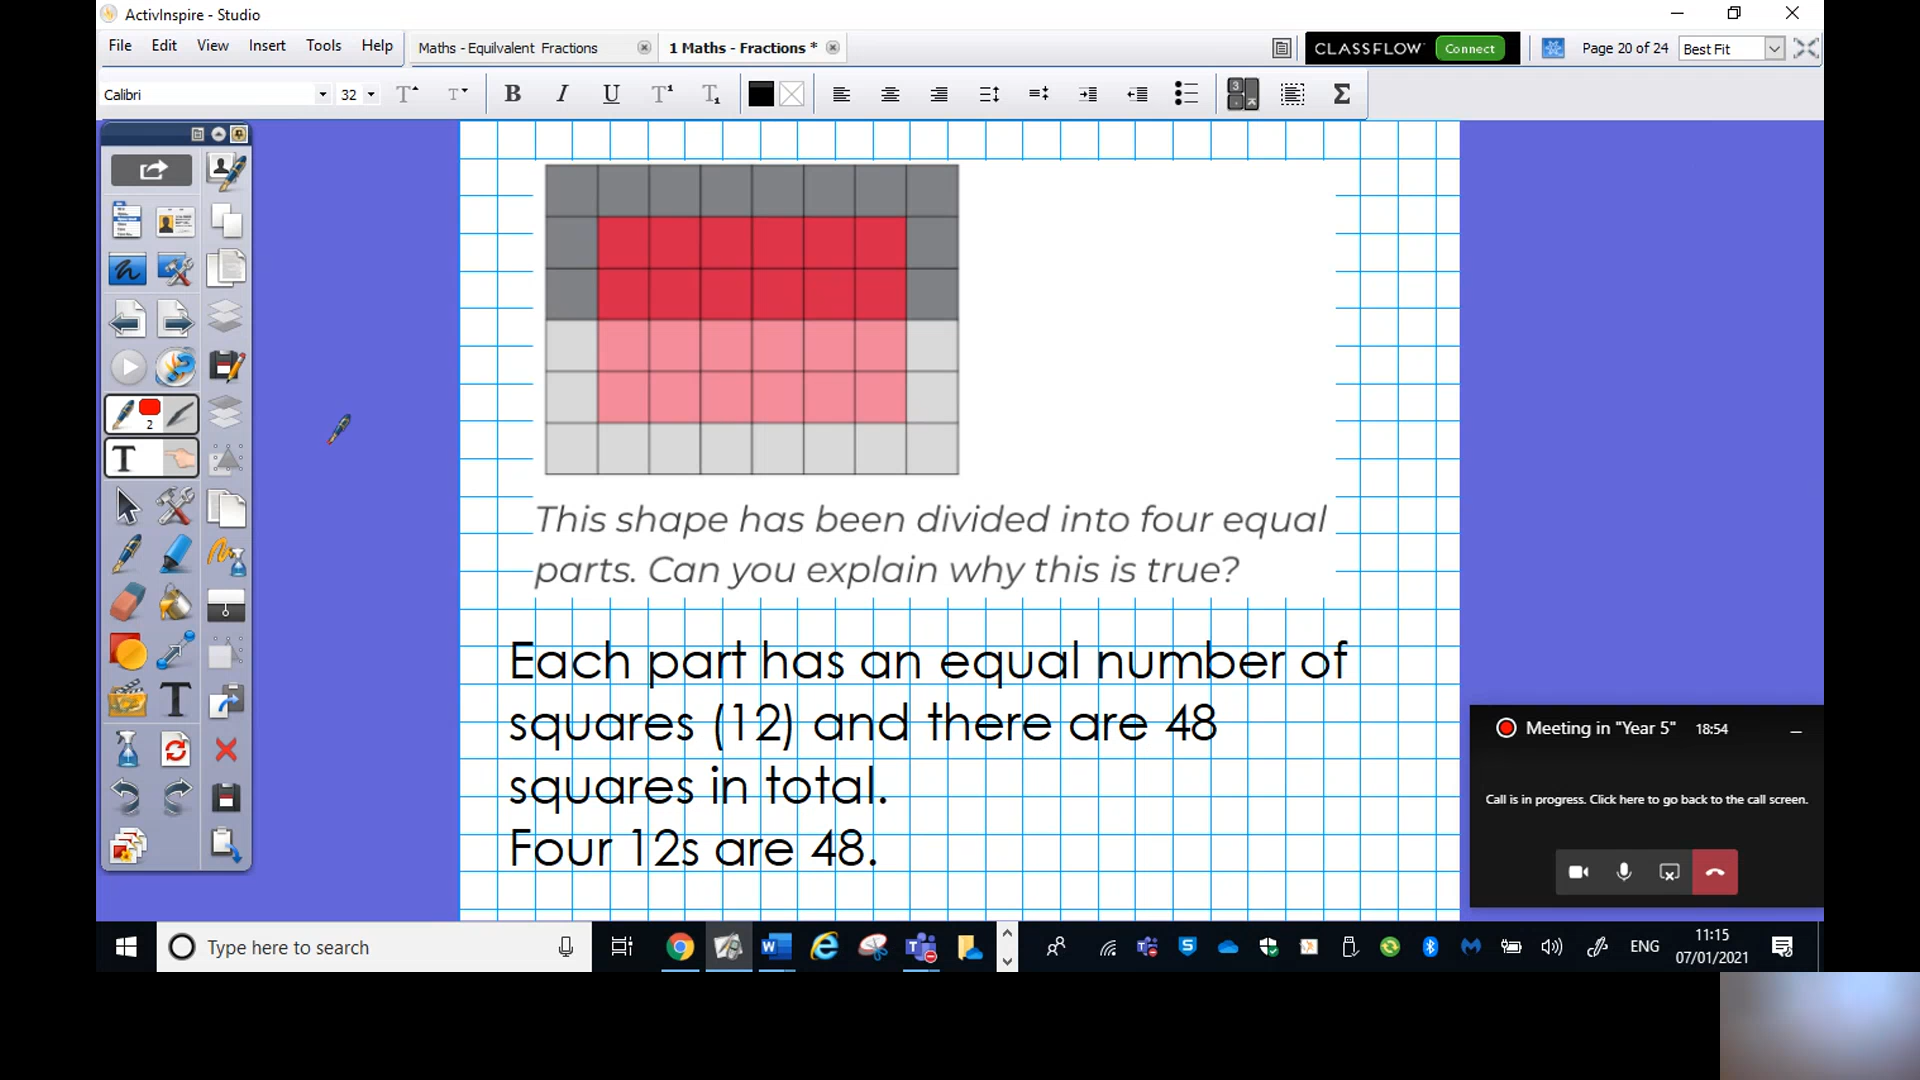 ActivInspire - Studio
File Edit View Insert Tools Help
Maths - Equilvalent Fractions
1 Maths - Fractions *
CLASSFLOW Connect
Page 20 of 24
Best Fit
Calibri 32
B I U
2
T
This shape has been divided into four equal
parts. Can you explain why this is true?
Each part has an equal number of
squares (12) and there are 48
squares in total.
Four 12s are 48.
Meeting in "Year 5" 18:54
Call is in progress. Click here to go back to the call screen.
Type here to search
ENG
11:15
07/01/2021